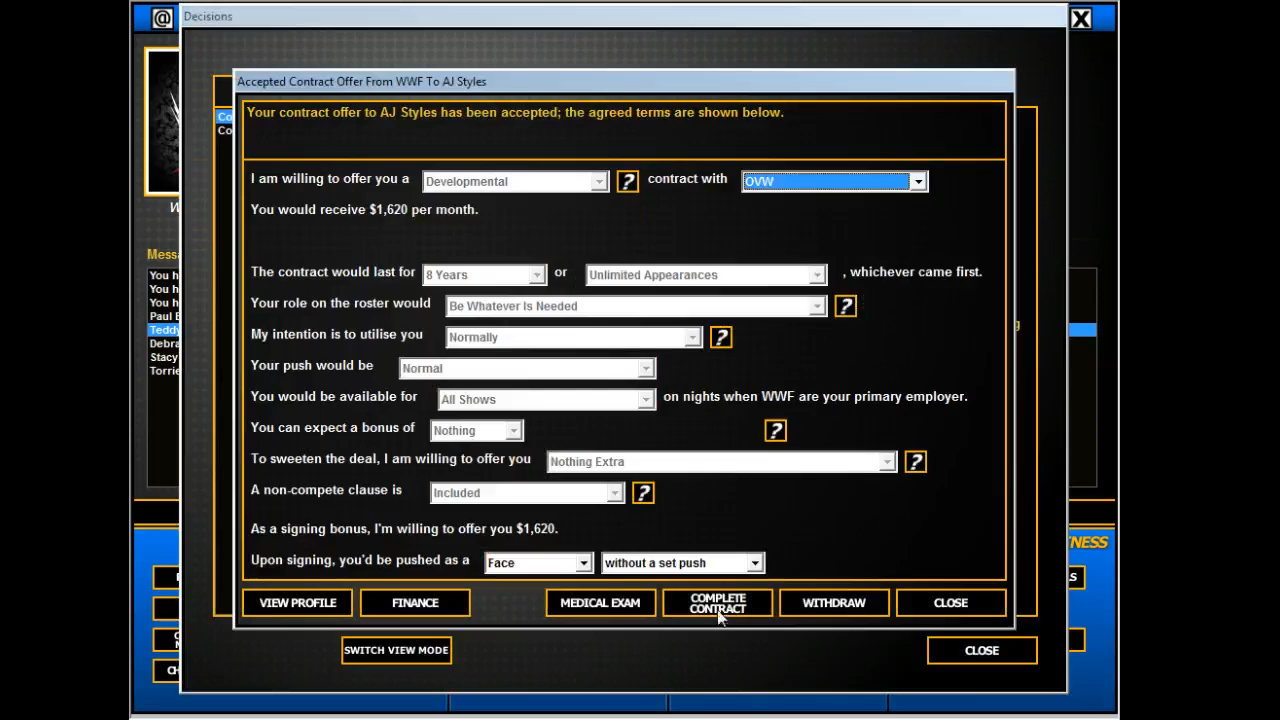 @
Decisions
X
Accepted Contract Offer From WWF To AJ Styles
Your contract offer to AJ Styles has been accepted; the agreed terms are shown below.
Co
Co
I am willing to offer you a Developmental ? contract with OVW
You would receive $1,620 per month.
W
Messa
You h
You h
You h
Paul B
Teddy
Debra
Stacy
Torrie
The contract would last for 8 Years or Unlimited Appearances , whichever came first.
Your role on the roster would Be Whatever Is Needed ?
My intention is to utilise you Normally ?
Your push would be Normal
You would be available for All Shows on nights when WWF are your primary employer.
You can expect a bonus of Nothing ?
To sweeten the deal, I am willing to offer you Nothing Extra ?
A non-compete clause is Included ?
As a signing bonus, I'm willing to offer you $1,620.
Upon signing, you'd be pushed as a Face without a set push
VIEW PROFILE FINANCE MEDICAL EXAM COMPLETE CONTRACT WITHDRAW CLOSE
SWITCH VIEW MODE CLOSE